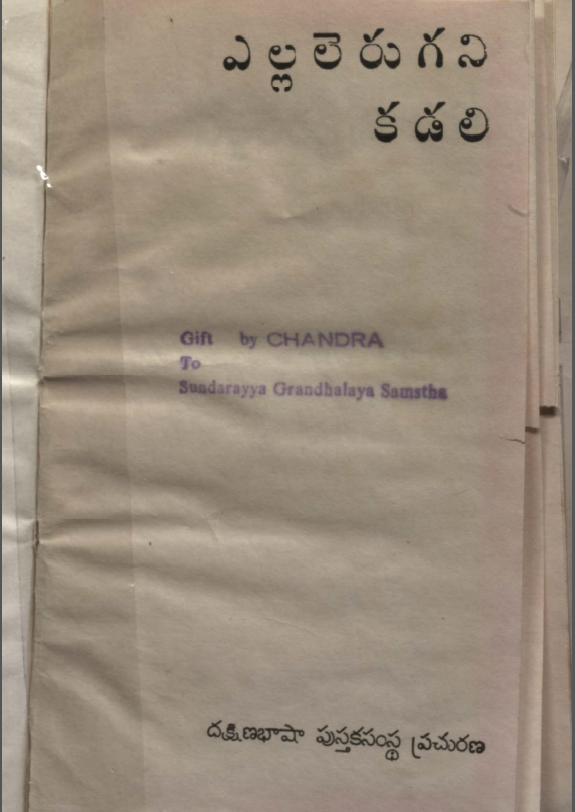 ఎల్లలెరుగని
కడలి
Gift by CHANDRA
To
Sundarayya Grandhalaya Samstha
దక్షిణభాషా పుస్తకసంస్థ ప్రచురణ